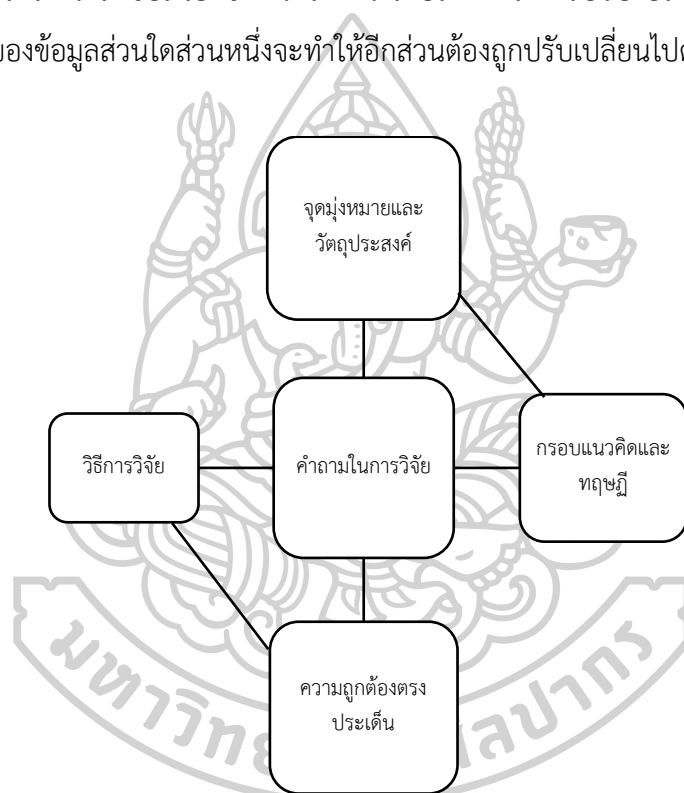 ของข้อมูลส่วนใดส่วนหนึ่งจะทำให้อีกส่วนต้องถูกปรับเปลี่ยนไป
จุดมุ่งหมายและ
วัตถุประสงค์
วิธีการวิจัย
คำถามในการวิจัย
กรอบแนวคิดและ
ทฤษฎี
ความถูกต้องตรง
ประเด็น